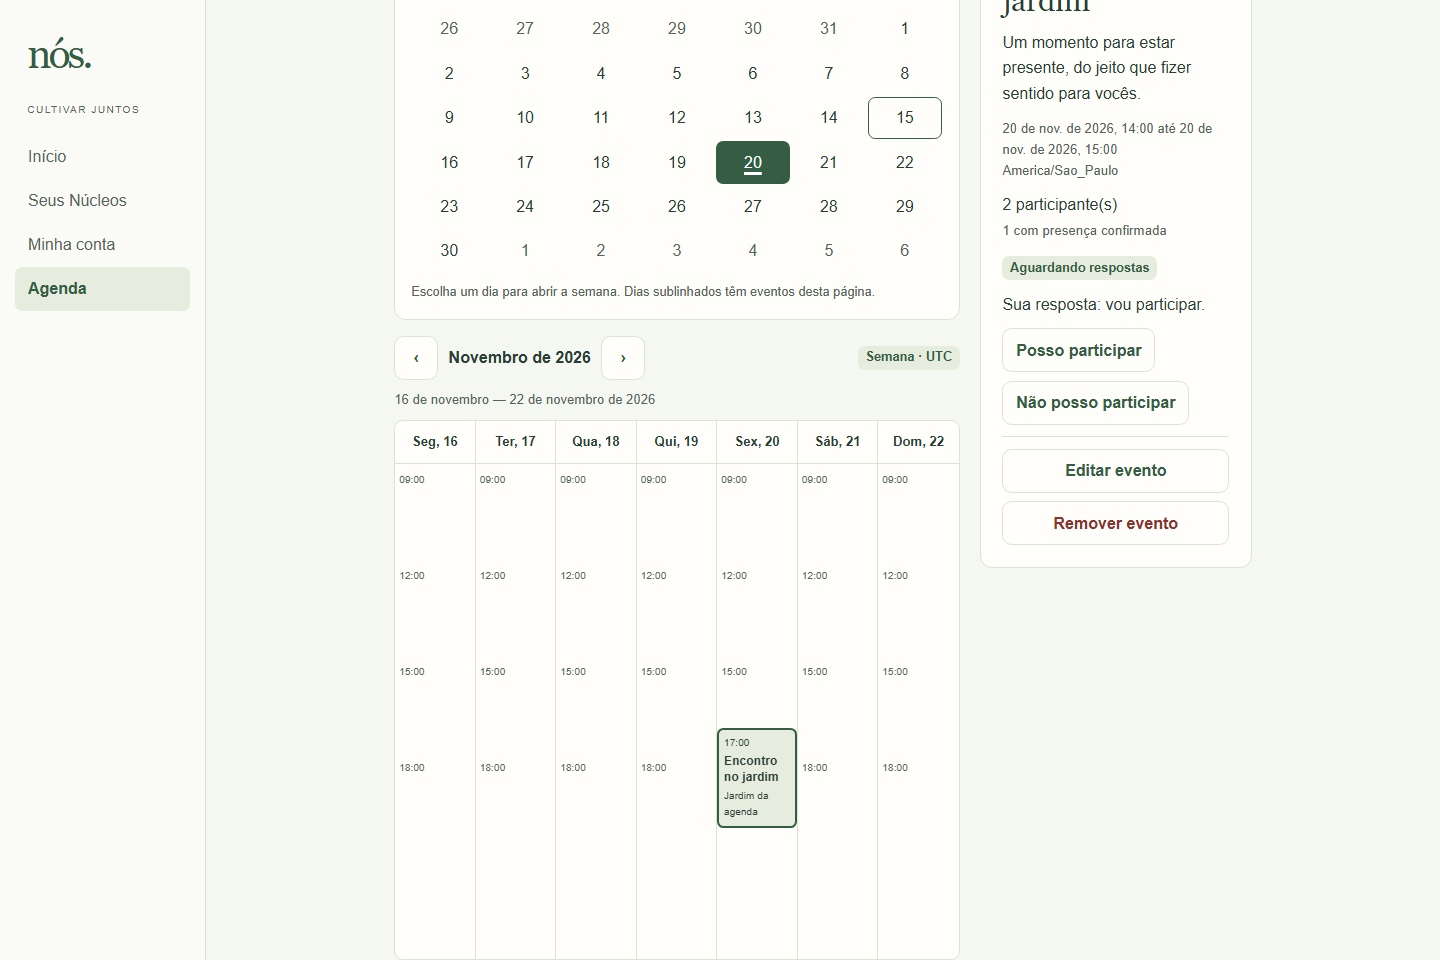 nós.
CULTIVAR JUNTOS
Início
Seus Núcleos
Minha conta
Agenda
26 27 28 29 30 31 1
2 3 4 5 6 7 8
9 10 11 12 13 14 15
16 17 18 19 20 21 22
23 24 25 26 27 28 29
30 1 2 3 4 5 6
Escolha um dia para abrir a semana. Dias sublinhados têm eventos desta página.
‹ Novembro de 2026 ›
Semana · UTC
16 de novembro — 22 de novembro de 2026
Seg, 16 Ter, 17 Qua, 18 Qui, 19 Sex, 20 Sáb, 21 Dom, 22
09:00 09:00 09:00 09:00 09:00 09:00 09:00
12:00 12:00 12:00 12:00 12:00 12:00 12:00
15:00 15:00 15:00 15:00 15:00 15:00 15:00
17:00
Encontro
no jardim
Jardim da
agenda
18:00 18:00 18:00 18:00 18:00 18:00
jardim
Um momento para estar
presente, do jeito que fizer
sentido para vocês.
20 de nov. de 2026, 14:00 até 20 de
nov. de 2026, 15:00
America/Sao_Paulo
2 participante(s)
1 com presença confirmada
Aguardando respostas
Sua resposta: vou participar.
Posso participar
Não posso participar
Editar evento
Remover evento